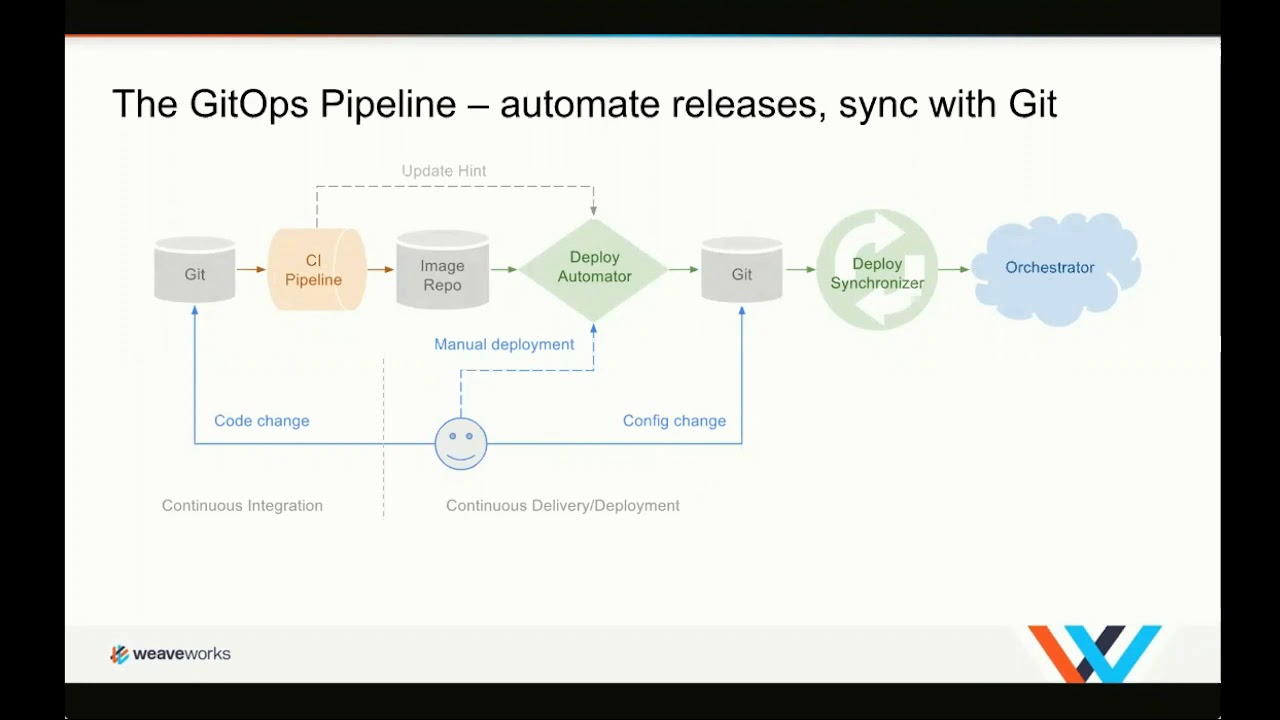 The GitOps Pipeline – automate releases, sync with Git
Update Hint
Git
CI
Pipeline
Image
Repo
Deploy
Automator
Git
Deploy
Synchronizer
Orchestrator
Manual deployment
Code change
Config change
Continuous Integration
Continuous Delivery/Deployment
weaveworks